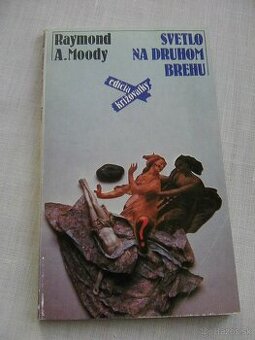 Raymond
A. Moody
SVETLO
NA DRUHOM
BREHU
edícia
križovatky
?